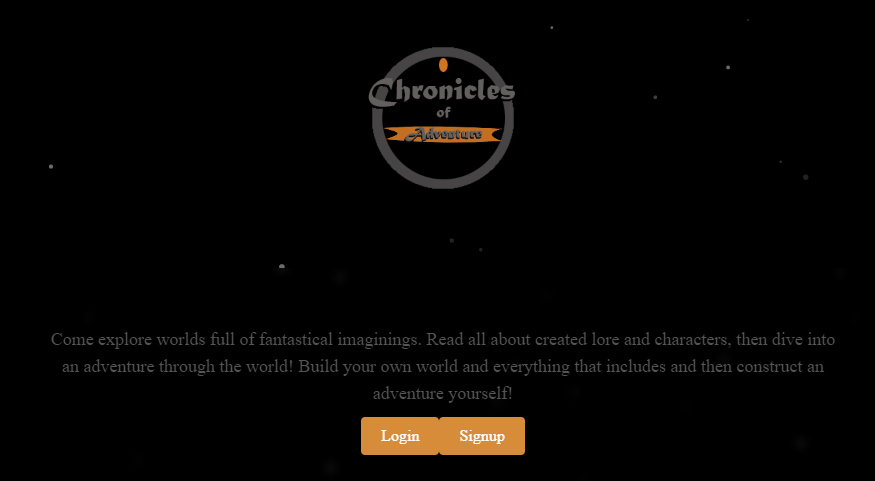 Chronicles
of
Adventure
Come explore worlds full of fantastical imaginings. Read all about created lore and characters, then dive into
an adventure through the world! Build your own world and everything that includes and then construct an
adventure yourself!
Login Signup